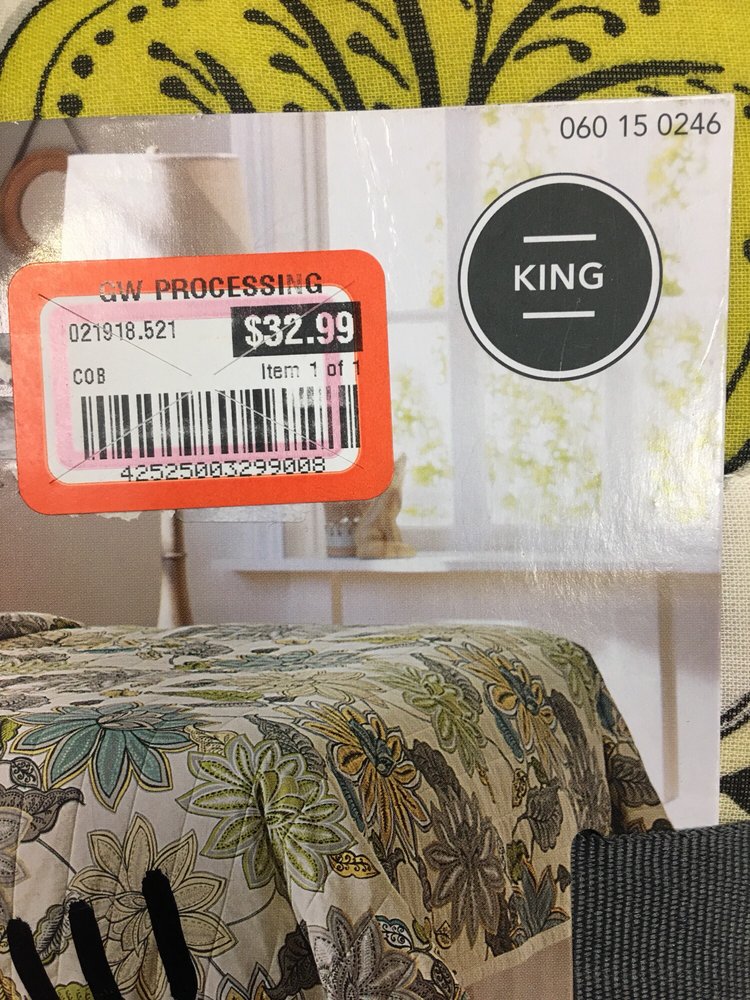 060 15 0246
KING
GW PROCESSING
021918.521
$32.99
COB
Item 1 of 1
42525003299008